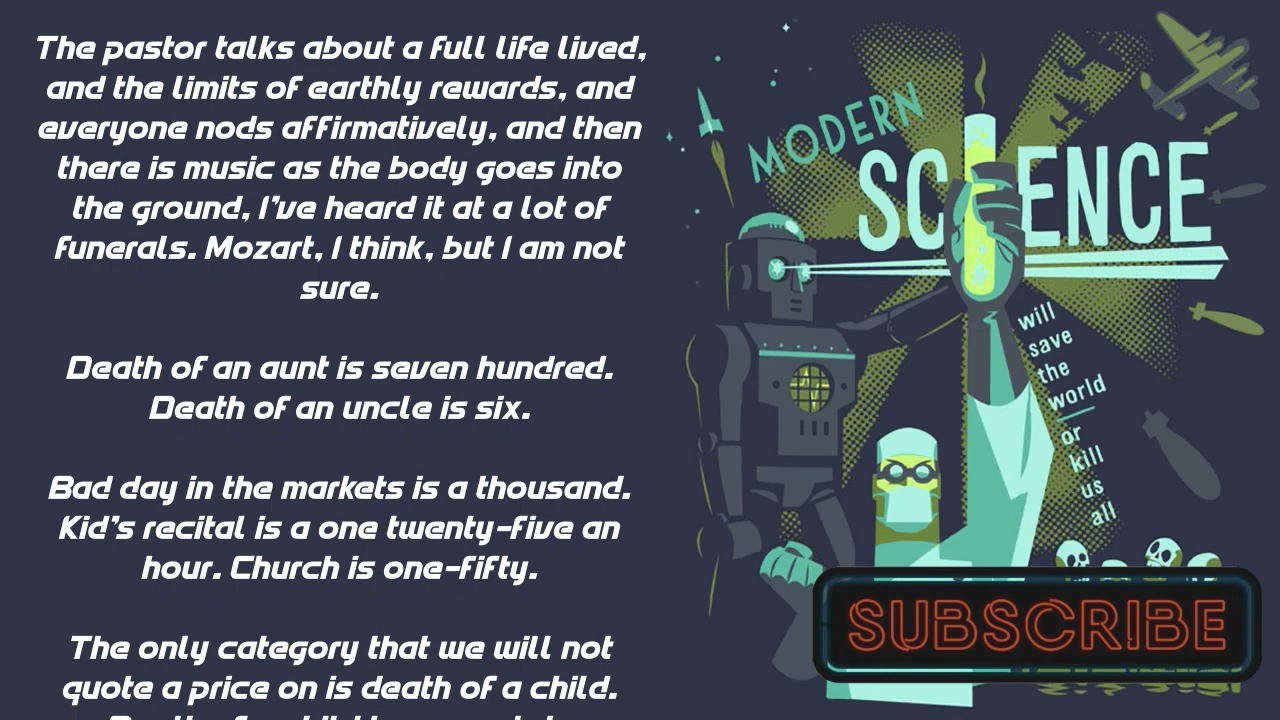 The pastor talks about a full life lived,
and the limits of earthly rewards, and
everyone nods affirmatively, and then
there is music as the body goes into
the ground, I've heard it at a lot of
funerals. Mozart, I think, but I am not
sure.
Death of an aunt is seven hundred.
Death of an uncle is six.
Bad day in the markets is a thousand.
Kid's recital is a one twenty-five an
hour. Church is one-fifty.
The only category that we will not
quote a price on is death of a child.
MODERN
SCIENCE
will
save
the
world
or
kill
us
all
SUBSCRIBE